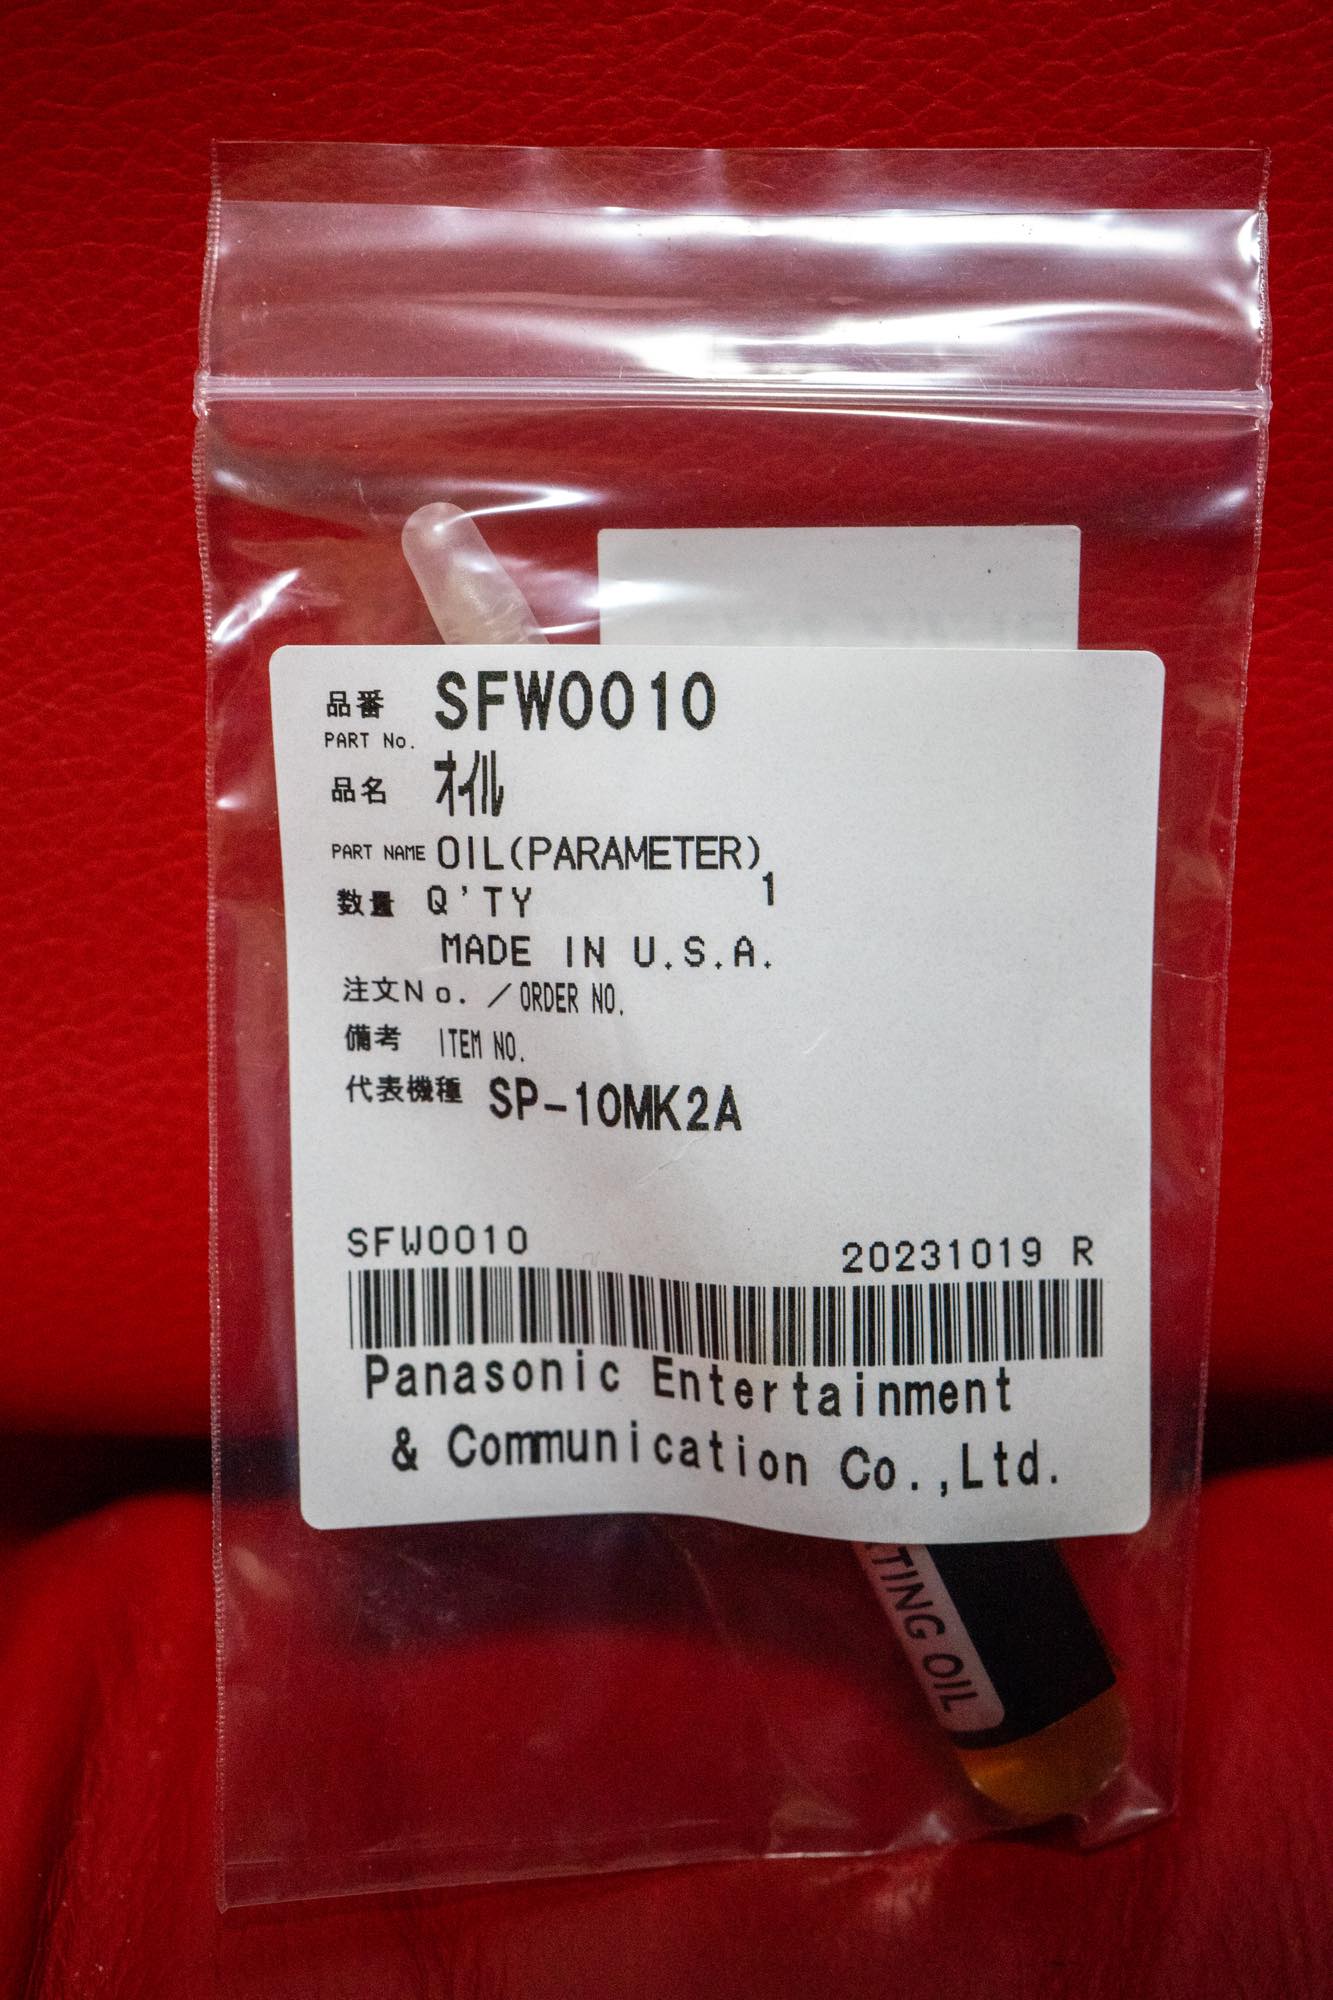 品番 SFW0010
PART No.
品名 オイル
PART NAME OIL(PARAMETER)
数量 Q'TY 1
MADE IN U.S.A.
注文No. ／ORDER NO.
備考 ITEM NO.
代表機種 SP-10MK2A
SFW0010 20231019 R
Panasonic Entertainment
& Communication Co.,Ltd.
OIL